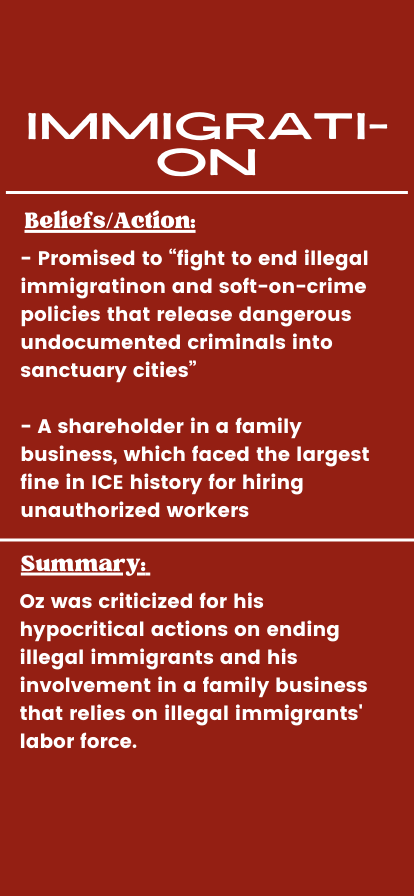 IMMIGRATI-
ON
Beliefs/Action:
- Promised to “fight to end illegal
immigratinon and soft-on-crime
policies that release dangerous
undocumented criminals into
sanctuary cities”
- A shareholder in a family
business, which faced the largest
fine in ICE history for hiring
unauthorized workers
Summary:
Oz was criticized for his
hypocritical actions on ending
illegal immigrants and his
involvement in a family business
that relies on illegal immigrants'
labor force.